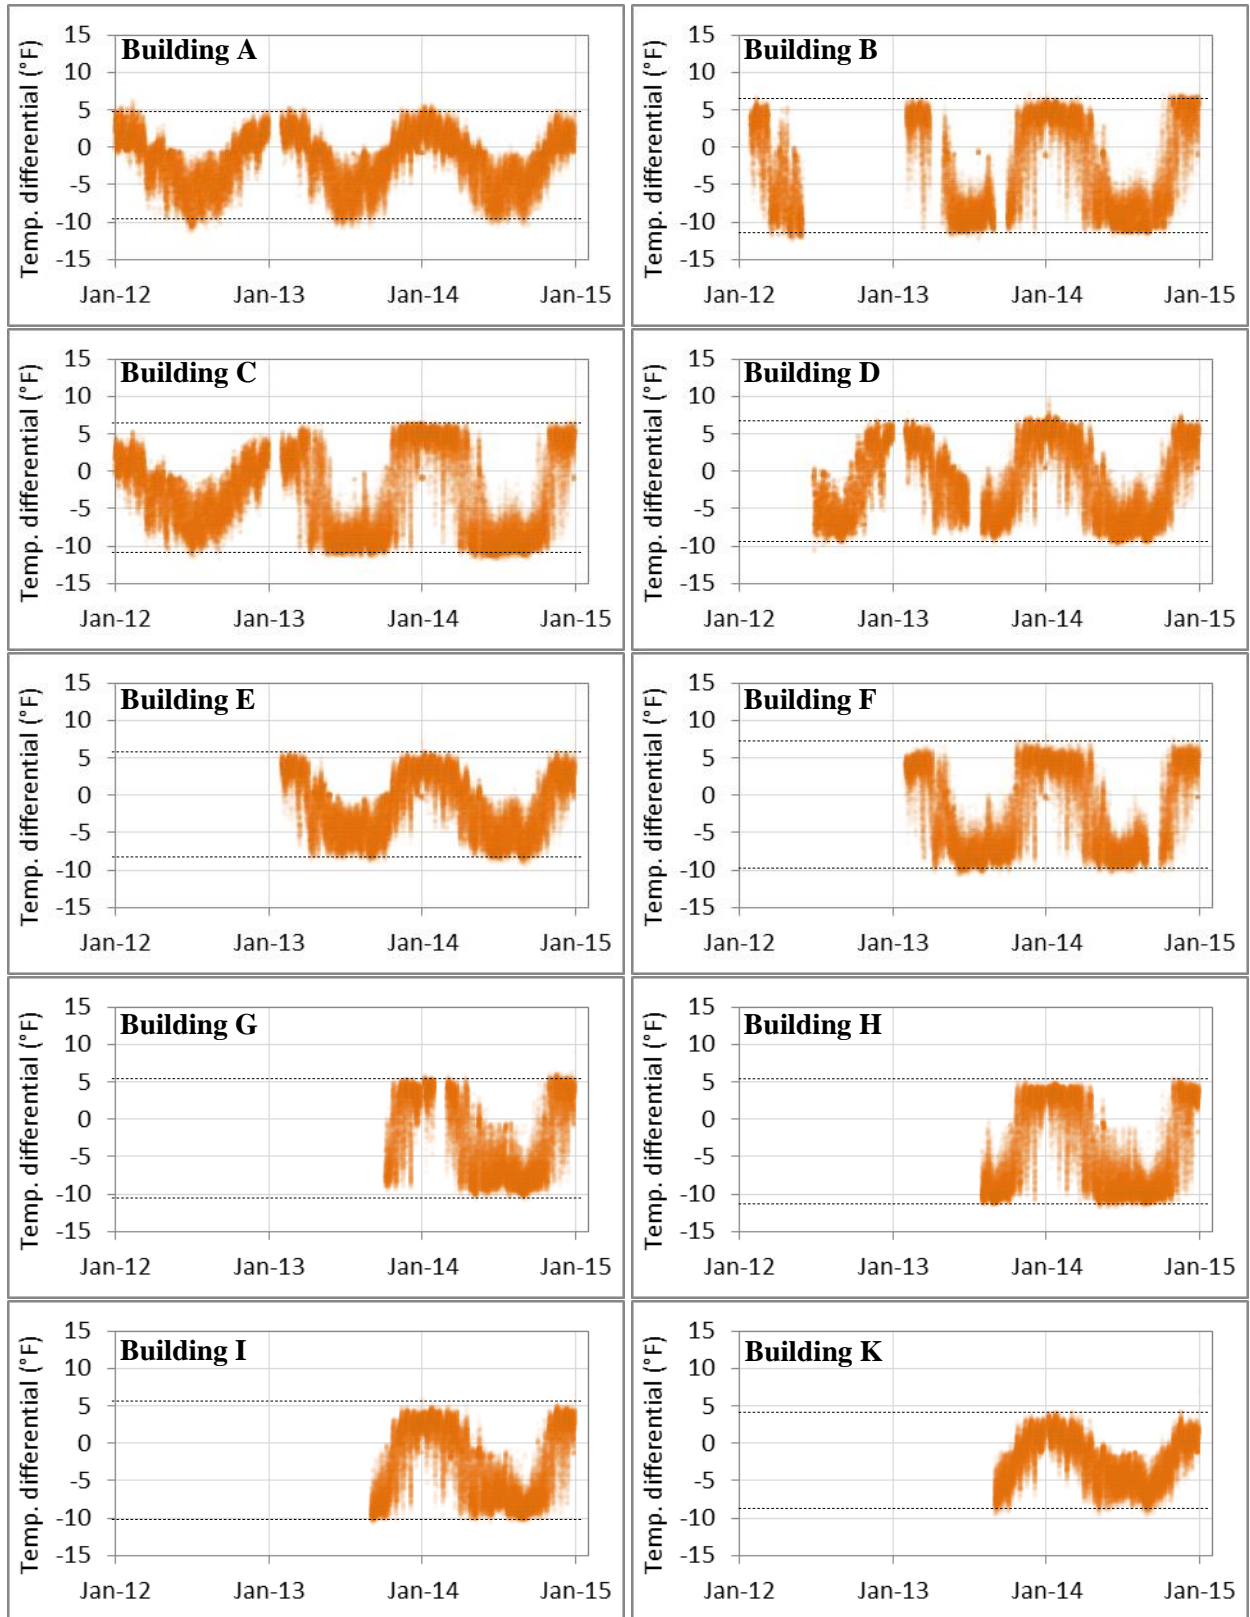 Building A
Temp. differential (°F)
15
10
5
0
-5
-10
-15
Jan-12 Jan-13 Jan-14 Jan-15
Building B
Temp. differential (°F)
15
10
5
0
-5
-10
-15
Jan-12 Jan-13 Jan-14 Jan-15
Building C
Temp. differential (°F)
15
10
5
0
-5
-10
-15
Jan-12 Jan-13 Jan-14 Jan-15
Building D
Temp. differential (°F)
15
10
5
0
-5
-10
-15
Jan-12 Jan-13 Jan-14 Jan-15
Building E
Temp. differential (°F)
15
10
5
0
-5
-10
-15
Jan-12 Jan-13 Jan-14 Jan-15
Building F
Temp. differential (°F)
15
10
5
0
-5
-10
-15
Jan-12 Jan-13 Jan-14 Jan-15
Building G
Temp. differential (°F)
15
10
5
0
-5
-10
-15
Jan-12 Jan-13 Jan-14 Jan-15
Building H
Temp. differential (°F)
15
10
5
0
-5
-10
-15
Jan-12 Jan-13 Jan-14 Jan-15
Building I
Temp. differential (°F)
15
10
5
0
-5
-10
-15
Jan-12 Jan-13 Jan-14 Jan-15
Building K
Temp. differential (°F)
15
10
5
0
-5
-10
-15
Jan-12 Jan-13 Jan-14 Jan-15